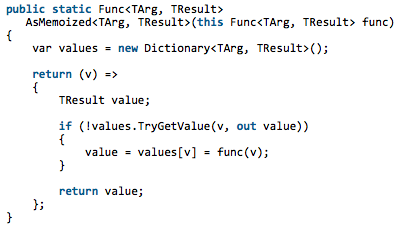 public static Func<TArg, TResult>
AsMemoized<TArg, TResult>(this Func<TArg, TResult> func)
{
var values = new Dictionary<TArg, TResult>();
return (v) =>
{
TResult value;
if (!values.TryGetValue(v, out value))
{
value = values[v] = func(v);
}
return value;
};
}